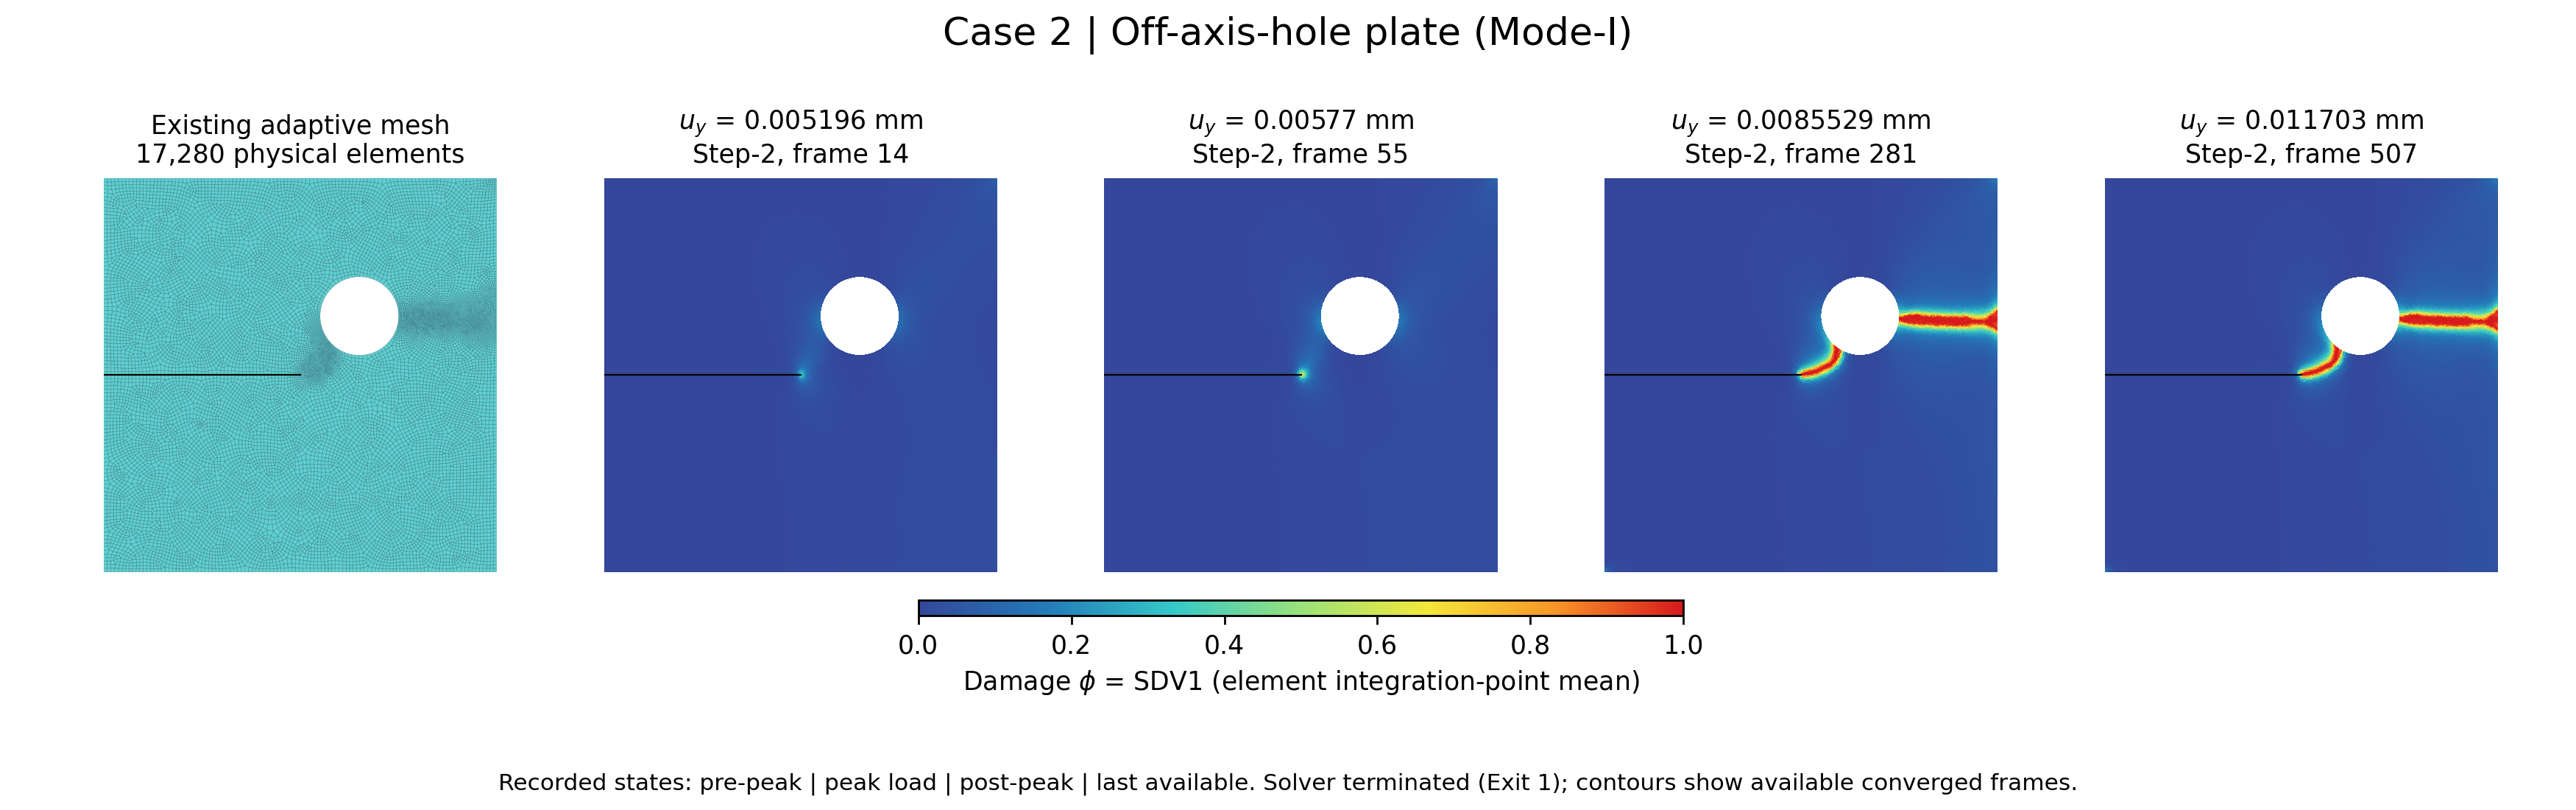 Case 2 | Off-axis-hole plate (Mode-I)
Existing adaptive mesh
17,280 physical elements
u_y = 0.005196 mm
Step-2, frame 14
u_y = 0.00577 mm
Step-2, frame 55
u_y = 0.0085529 mm
Step-2, frame 281
u_y = 0.011703 mm
Step-2, frame 507
0.0 0.2 0.4 0.6 0.8 1.0
Damage ϕ = SDV1 (element integration-point mean)
Recorded states: pre-peak | peak load | post-peak | last available. Solver terminated (Exit 1); contours show available converged frames.